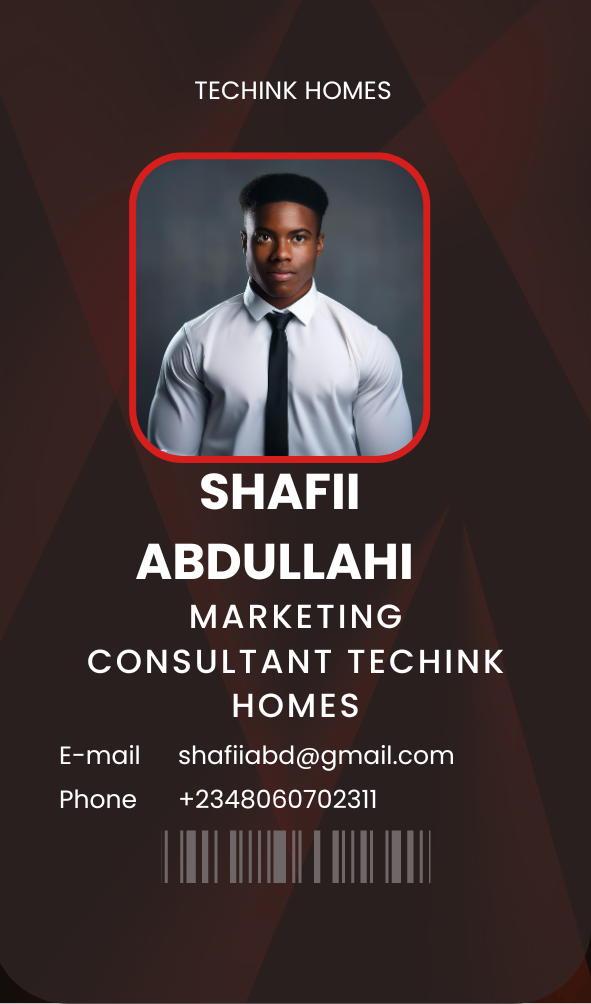 TECHINK HOMES
SHAFII
ABDULLAHI
MARKETING
CONSULTANT TECHINK
HOMES
E-mail shafiiabd@gmail.com
Phone +2348060702311